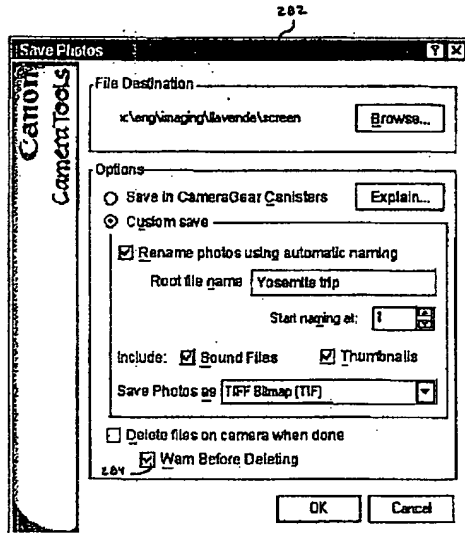 282
Save Photos
Canon
CameraTools
File Destination
x:\eng\imaging\llavende\screen
Browse...
Options
Save in CameraGear Canisters
Explain...
Custom save
Rename photos using automatic naming
Root file name Yosemite trip
Start naming at: 1
Include: Sound Files Thumbnails
Save Photos as TIFF Bitmap (TIF)
Delete files on camera when done
284 Warn Before Deleting
OK Cancel